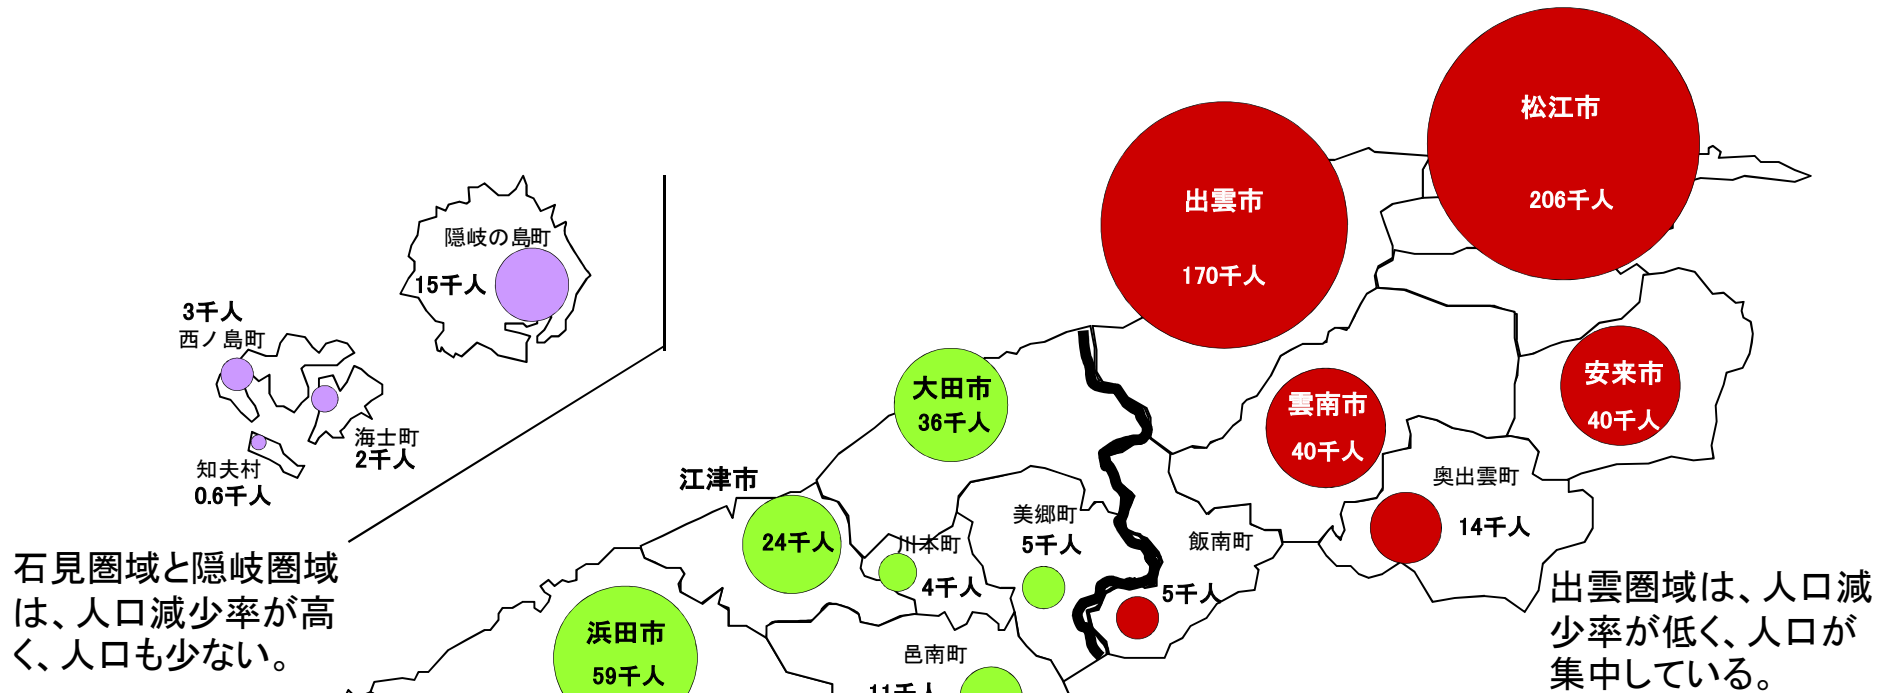 松江市
206千人
出雲市
170千人
隠岐の島町
15千人
3千人
西ノ島町
海士町
2千人
知夫村
0.6千人
大田市
36千人
雲南市
40千人
安来市
40千人
奥出雲町
14千人
江津市
24千人
川本町
4千人
美郷町
5千人
飯南町
5千人
浜田市
59千人
邑南町
11千人
石見圏域と隠岐圏域
は、人口減少率が高
く、人口も少ない。
出雲圏域は、人口減
少率が低く、人口が
集中している。